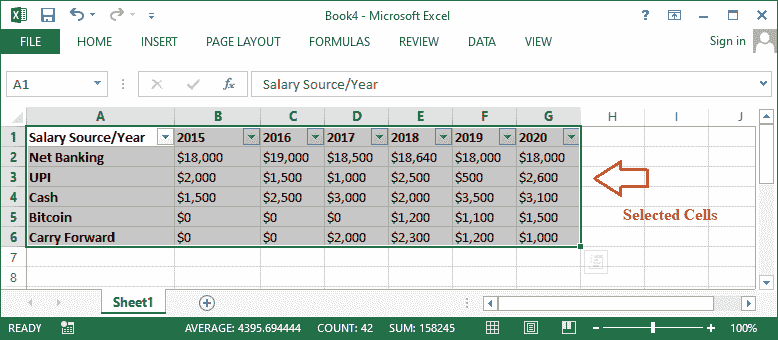 Book4 - Microsoft Excel
?
FILE HOME INSERT PAGE LAYOUT FORMULAS REVIEW DATA VIEW Sign in
A1 fx Salary Source/Year
A B C D E F G H I J
1 Salary Source/Year 2015 2016 2017 2018 2019 2020
2 Net Banking $18,000 $19,000 $18,500 $18,640 $18,000 $18,000
3 UPI $2,000 $1,500 $1,000 $2,500 $500 $2,600
4 Cash $1,500 $2,500 $3,000 $2,000 $3,500 $3,100
5 Bitcoin $0 $0 $0 $1,200 $1,100 $1,500
6 Carry Forward $0 $0 $2,000 $2,300 $1,200 $1,000
Selected Cells
7
8
Sheet1
READY AVERAGE: 4395.694444 COUNT: 42 SUM: 158245 100%